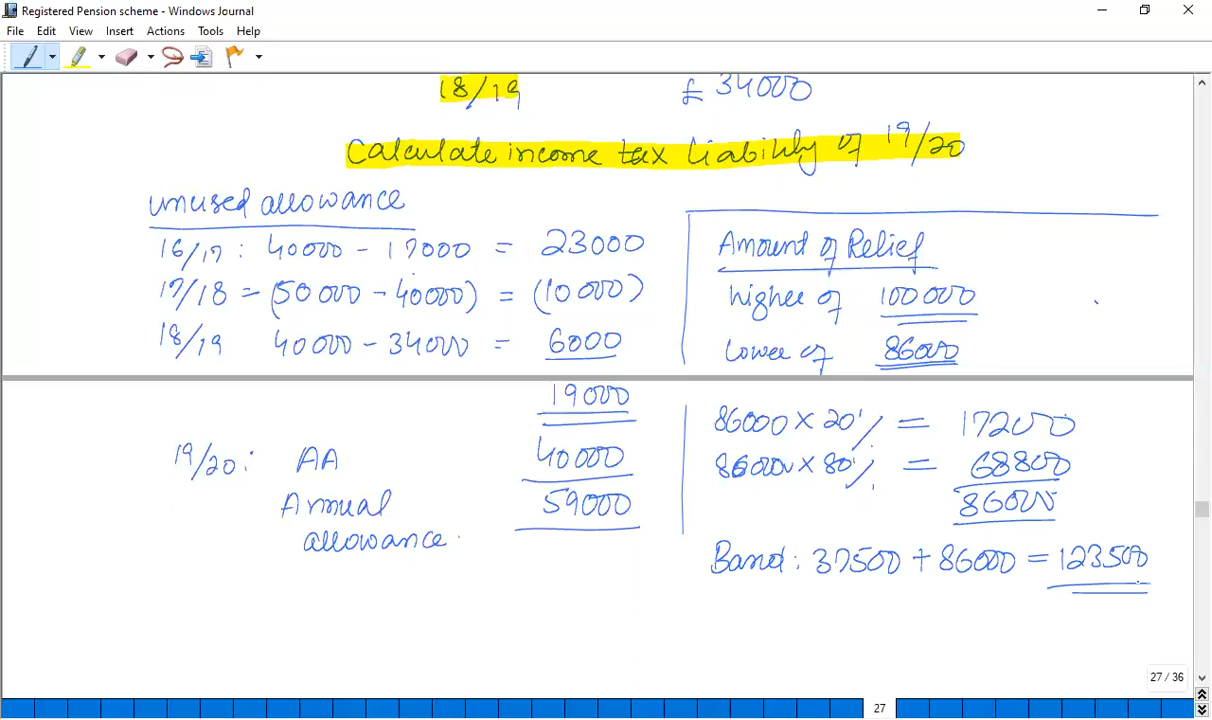 Registered Pension scheme - Windows Journal
File Edit View Insert Actions Tools Help
18/19 £ 34000
Calculate income tax liability of 19/20
unused allowance
16/17 : 40000 - 17000 = 23000
17/18 = (50000 - 40000) = (10000)
18/19 40000 - 34000 = 6000
19000
19/20 : AA 40000
Annual 59000
allowance
Amount of Relief
higher of 100000
Lower of 86000
86000 X 20% = 17200
86000 X 80% = 68800
86000
Band : 37500 + 86000 = 123500
27 / 36
27